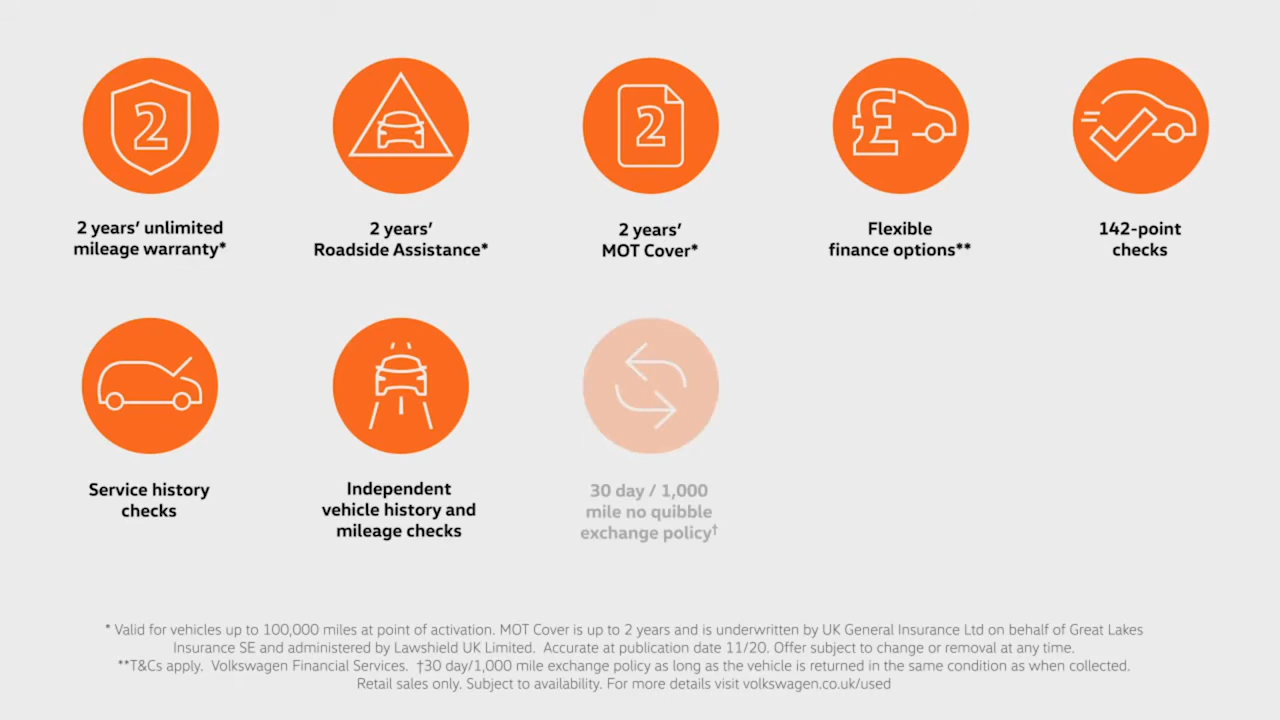 2
2
£
2 years’ unlimited
mileage warranty*
2 years’
Roadside Assistance*
2 years’
MOT Cover*
Flexible
finance options**
142-point
checks
Service history
checks
Independent
vehicle history and
mileage checks
30 day / 1,000
mile no quibble
exchange policy†
* Valid for vehicles up to 100,000 miles at point of activation. MOT Cover is up to 2 years and is underwritten by UK General Insurance Ltd on behalf of Great Lakes
Insurance SE and administered by Lawshield UK Limited. Accurate at publication date 11/20. Offer subject to change or removal at any time.
**T&Cs apply. Volkswagen Financial Services. †30 day/1,000 mile exchange policy as long as the vehicle is returned in the same condition as when collected.
Retail sales only. Subject to availability. For more details visit volkswagen.co.uk/used